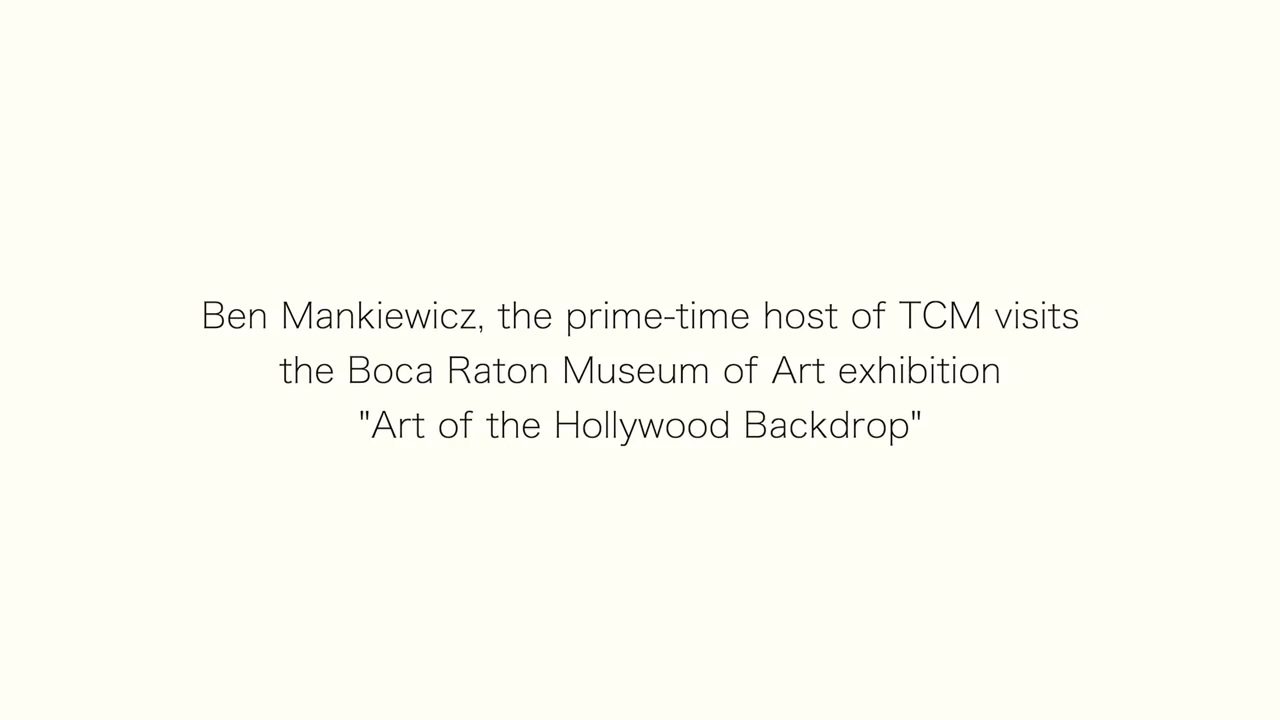 Ben Mankiewicz, the prime-time host of TCM visits
the Boca Raton Museum of Art exhibition
"Art of the Hollywood Backdrop"